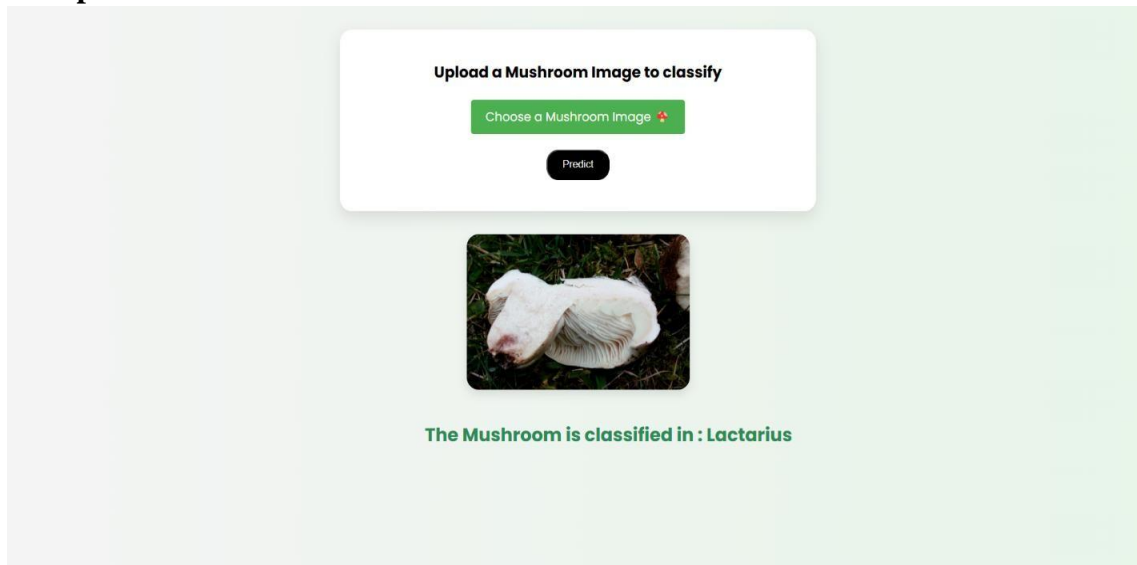 Upload a Mushroom Image to classify
Choose a Mushroom Image 🍄
Predict
The Mushroom is classified in : Lactarius